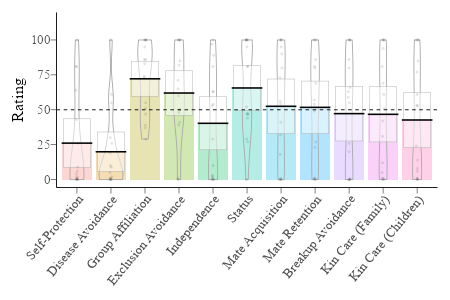 Rating
100
75
50
25
0
Self-Protection
Disease Avoidance
Group Affiliation
Exclusion Avoidance
Independence
Status
Mate Acquisition
Mate Retention
Breakup Avoidance
Kin Care (Family)
Kin Care (Children)